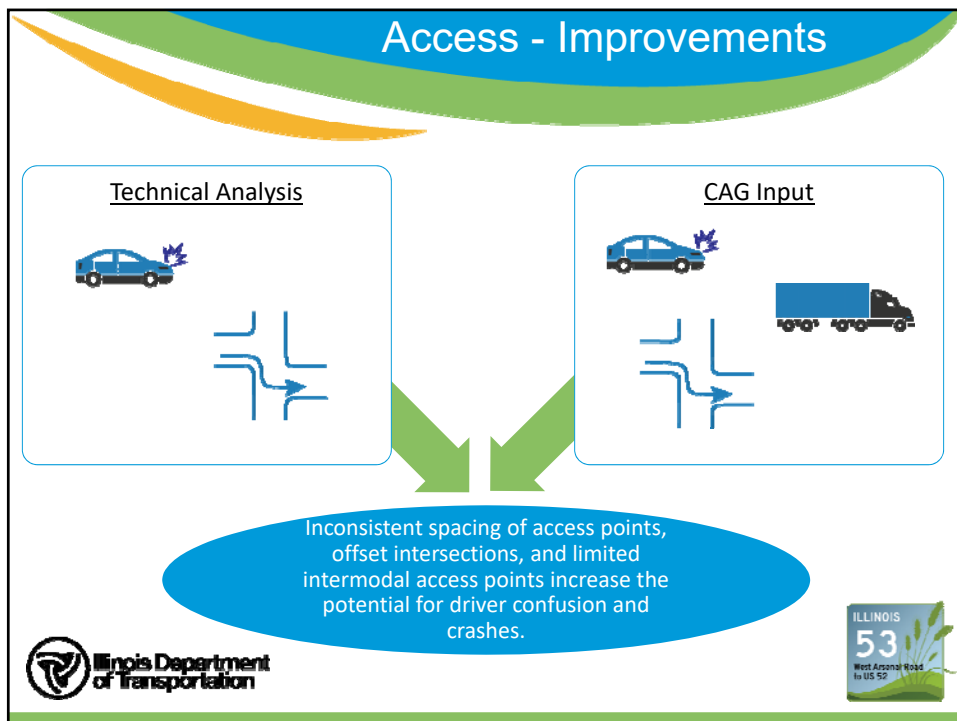 Access - Improvements
Technical Analysis
CAG Input
Inconsistent spacing of access points,
offset intersections, and limited
intermodal access points increase the
potential for driver confusion and
crashes.
Illinois Department
of Transportation
ILLINOIS
53
West Arsenal Road
to US 52